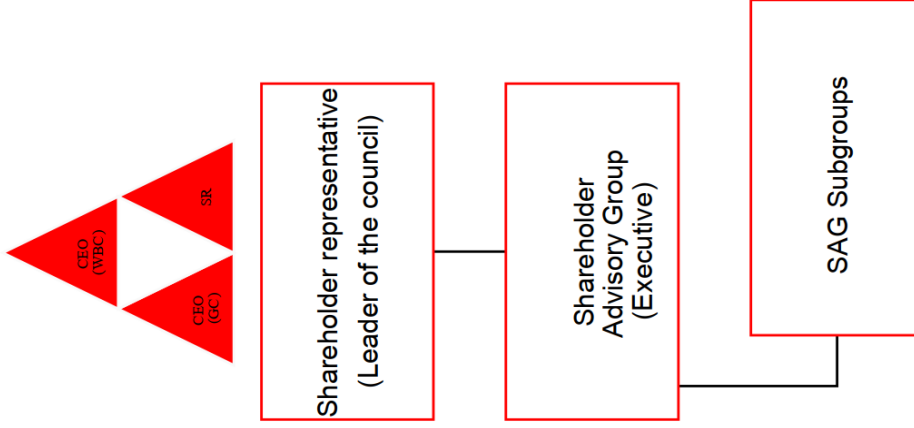 CEO
(WBC)
CEO
(GC)
SR
Shareholder representative
(Leader of the council)
Shareholder
Advisory Group
(Executive)
SAG Subgroups